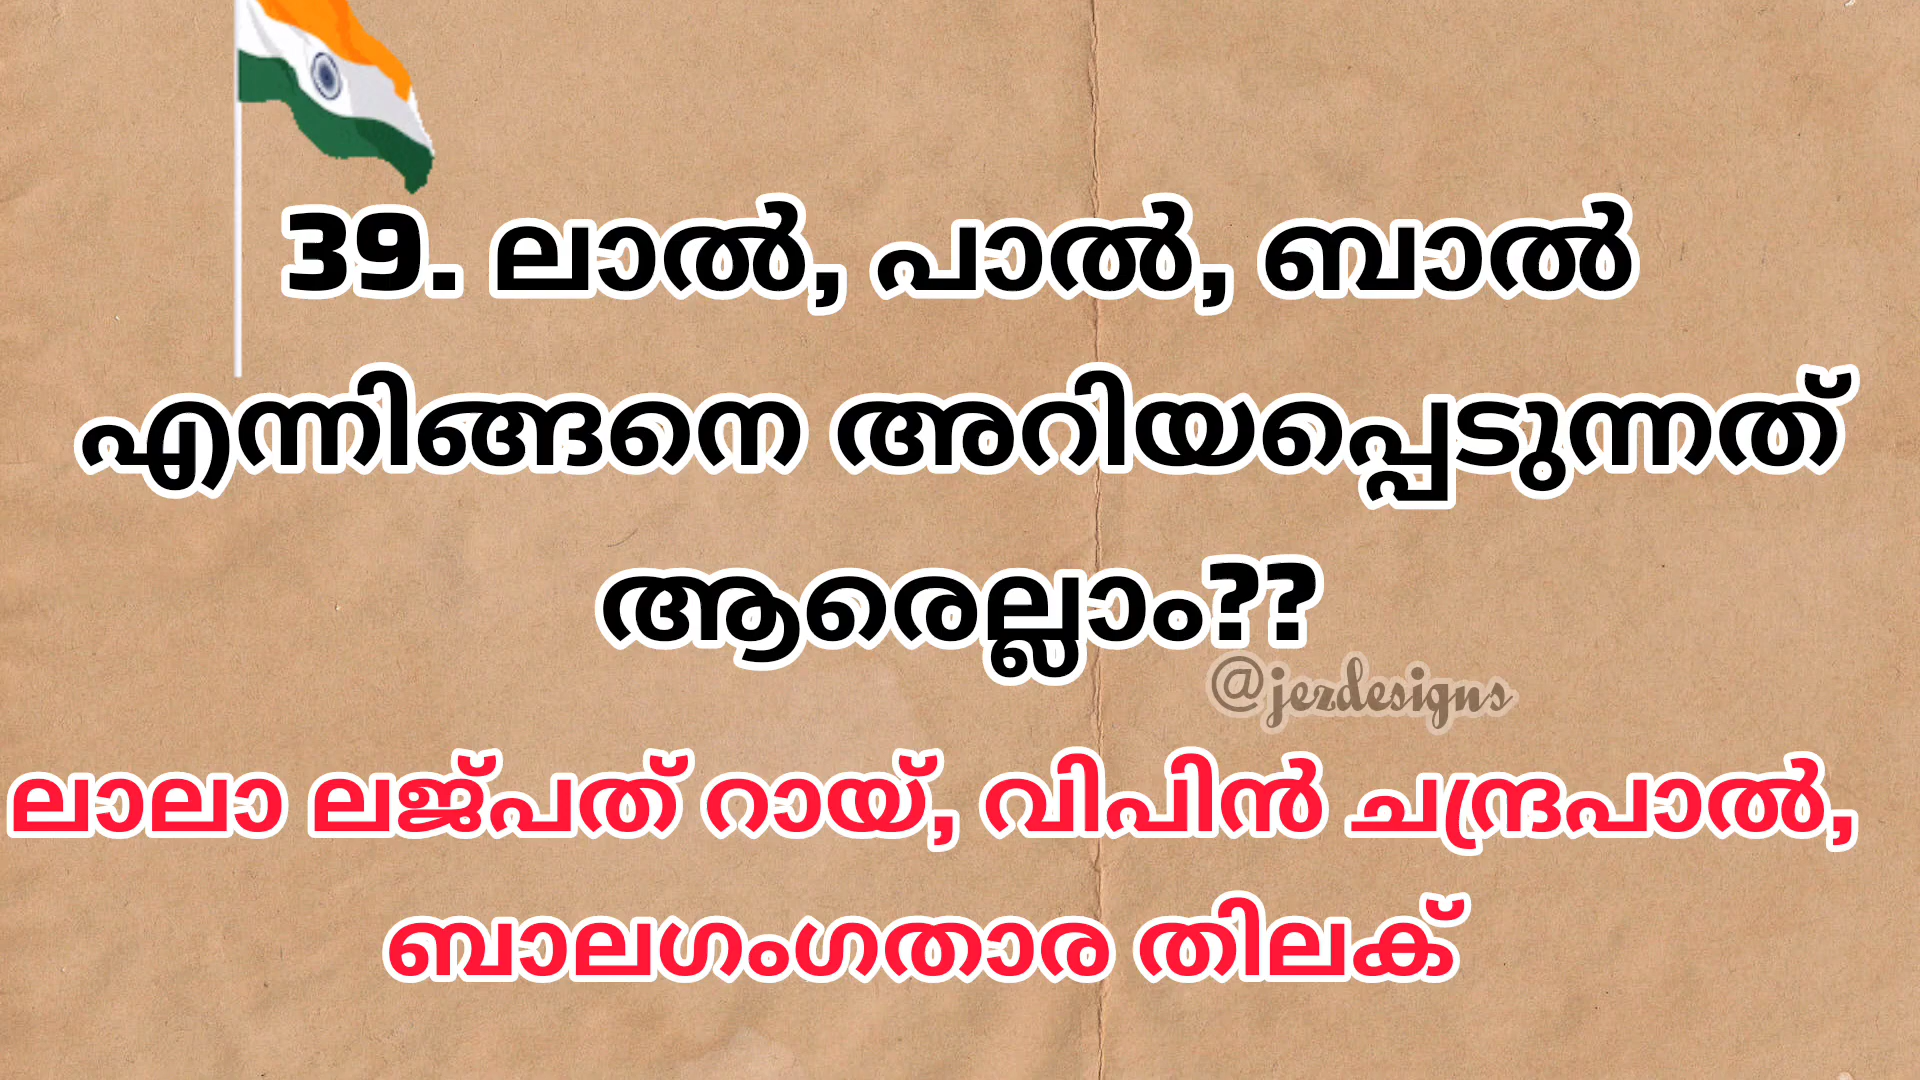 39. ലാൽ, പാൽ, ബാൽ
എന്നിങ്ങനെ അറിയപ്പെടുന്നത്
ആരെല്ലാം??
@jezdesigns
ലാലാ ലജ്പത് റായ്, വിപിൻ ചന്ദ്രപാൽ,
ബാലഗംഗതാര തിലക്